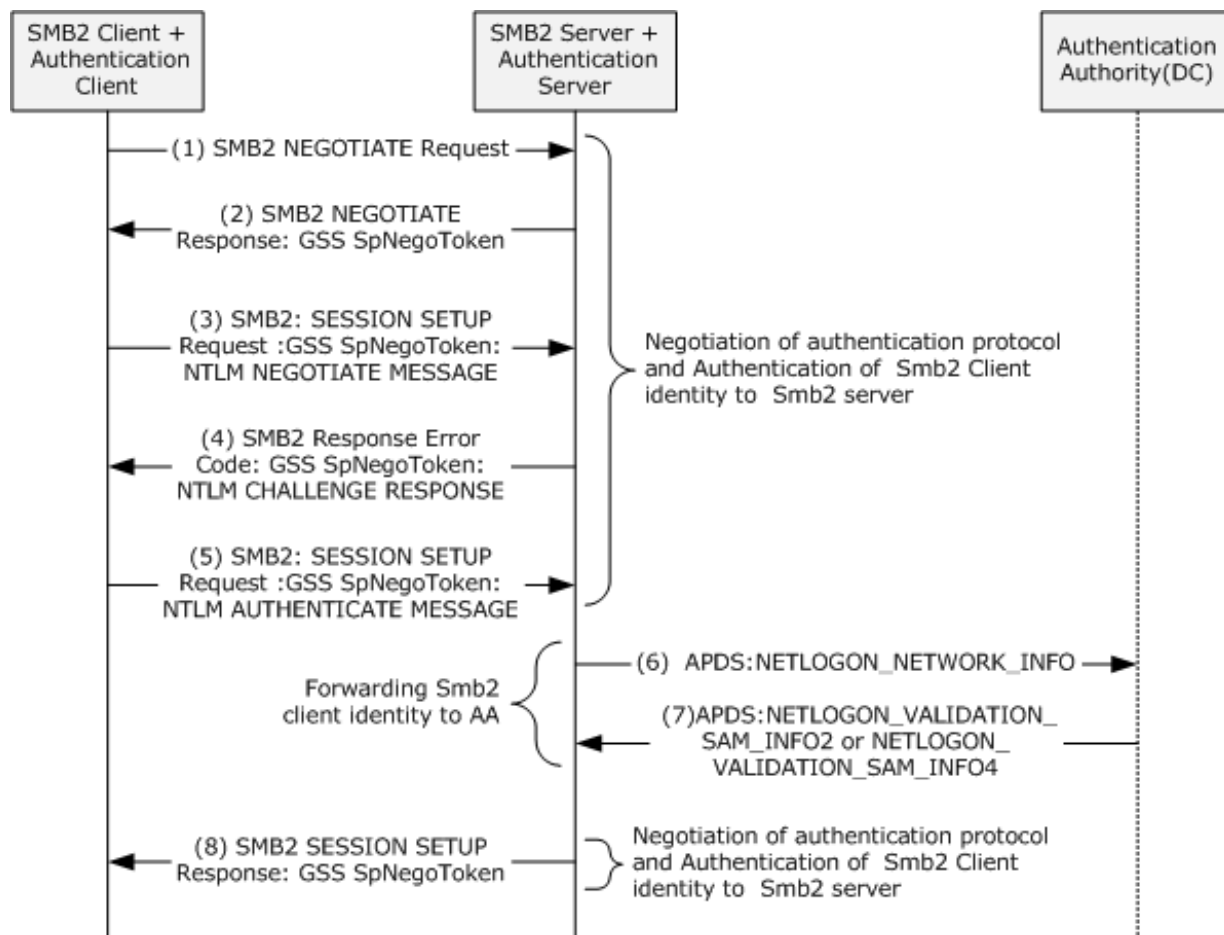 SMB2 Client +
Authentication
Client
SMB2 Server +
Authentication
Server
Authentication
Authority(DC)
(1) SMB2 NEGOTIATE Request
(2) SMB2 NEGOTIATE
Response: GSS SpNegoToken
(3) SMB2: SESSION SETUP
Request :GSS SpNegoToken:
NTLM NEGOTIATE MESSAGE
Negotiation of authentication protocol
and Authentication of Smb2 Client
identity to Smb2 server
(4) SMB2 Response Error
Code: GSS SpNegoToken:
NTLM CHALLENGE RESPONSE
(5) SMB2: SESSION SETUP
Request :GSS SpNegoToken:
NTLM AUTHENTICATE MESSAGE
Forwarding Smb2
client identity to AA
(6) APDS:NETLOGON_NETWORK_INFO
(7)APDS:NETLOGON_VALIDATION_
SAM_INFO2 or NETLOGON_
VALIDATION_SAM_INFO4
(8) SMB2 SESSION SETUP
Response: GSS SpNegoToken
Negotiation of authentication protocol
and Authentication of Smb2 Client
identity to Smb2 server